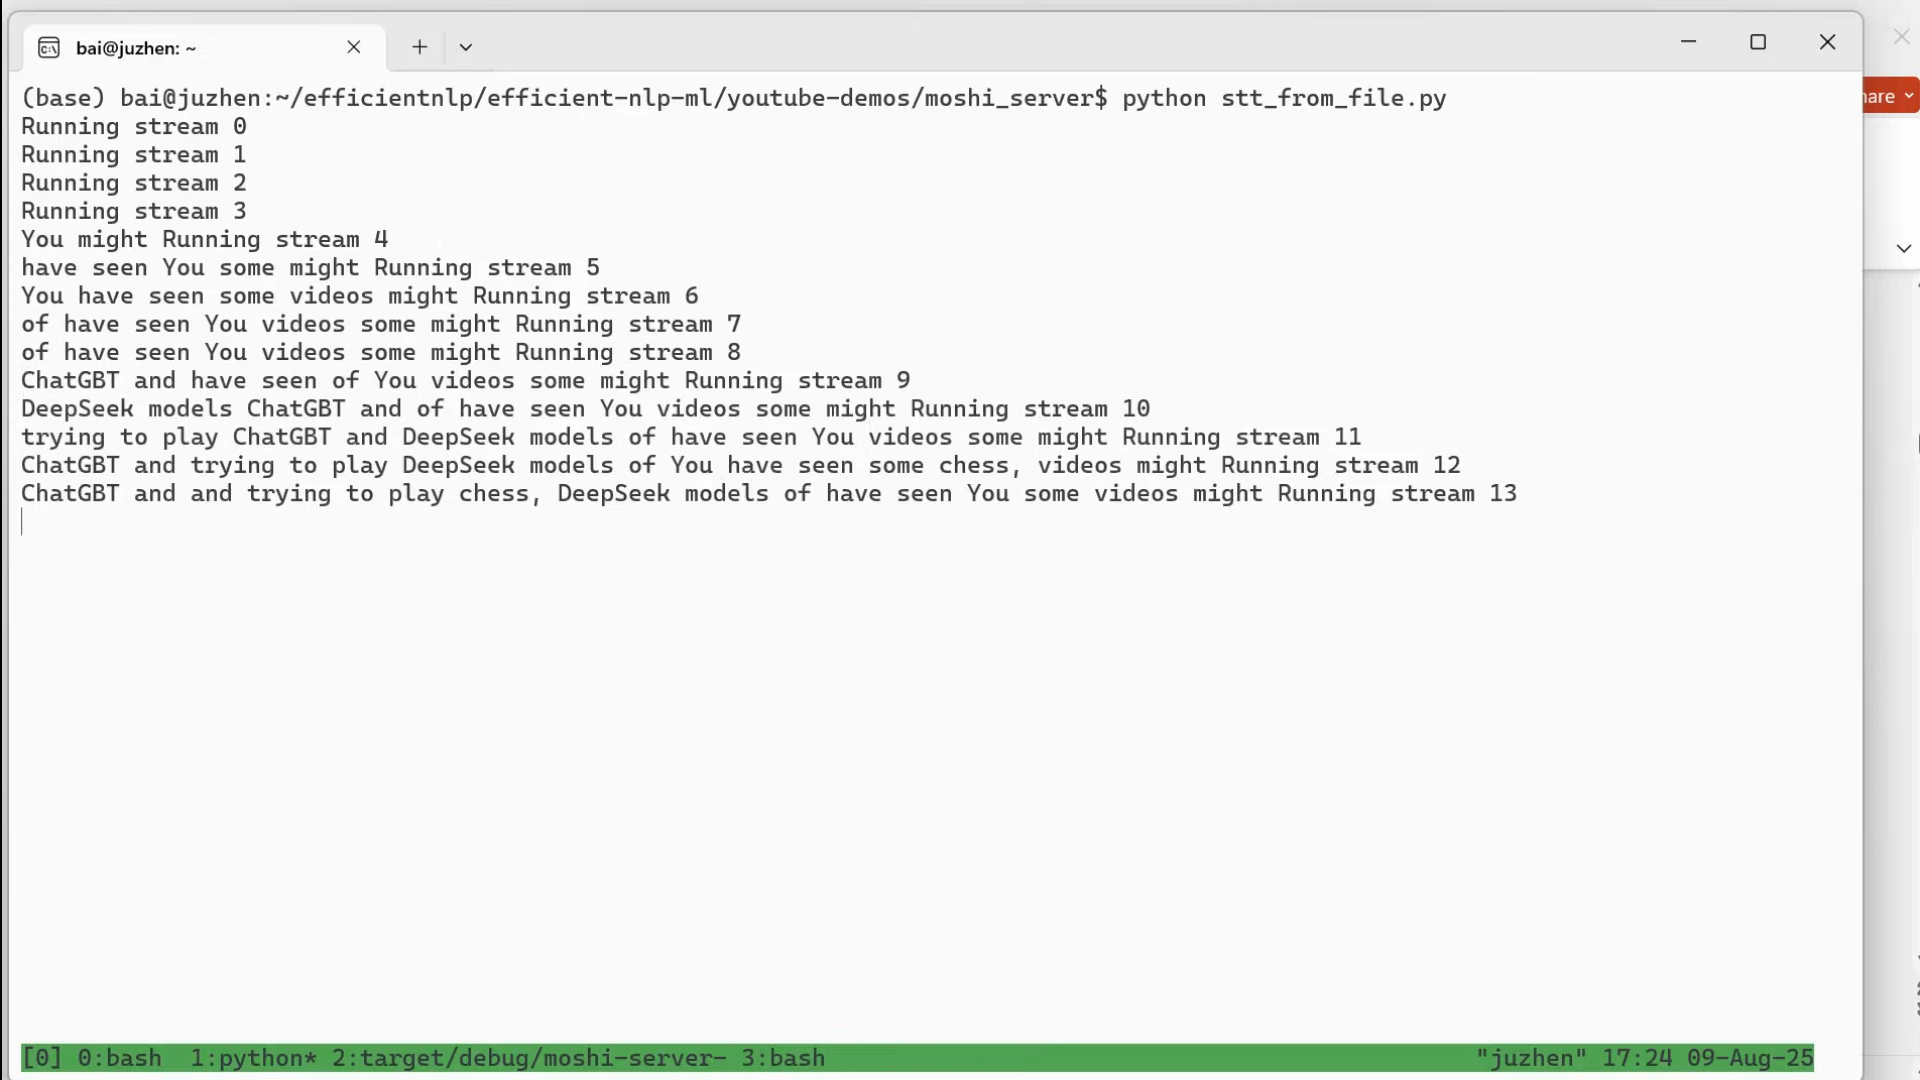 bai@juzhen: ~
(base) bai@juzhen:~/efficientnlp/efficient-nlp-ml/youtube-demos/moshi_server$ python stt_from_file.py
Running stream 0
Running stream 1
Running stream 2
Running stream 3
You might Running stream 4
have seen You some might Running stream 5
You have seen some videos might Running stream 6
of have seen You videos some might Running stream 7
of have seen You videos some might Running stream 8
ChatGBT and have seen of You videos some might Running stream 9
DeepSeek models ChatGBT and of have seen You videos some might Running stream 10
trying to play ChatGBT and DeepSeek models of have seen You videos some might Running stream 11
ChatGBT and trying to play DeepSeek models of You have seen some chess, videos might Running stream 12
ChatGBT and and trying to play chess, DeepSeek models of have seen You some videos might Running stream 13
[0] 0:bash  1:python* 2:target/debug/moshi-server- 3:bash "juzhen" 17:24 09-Aug-25